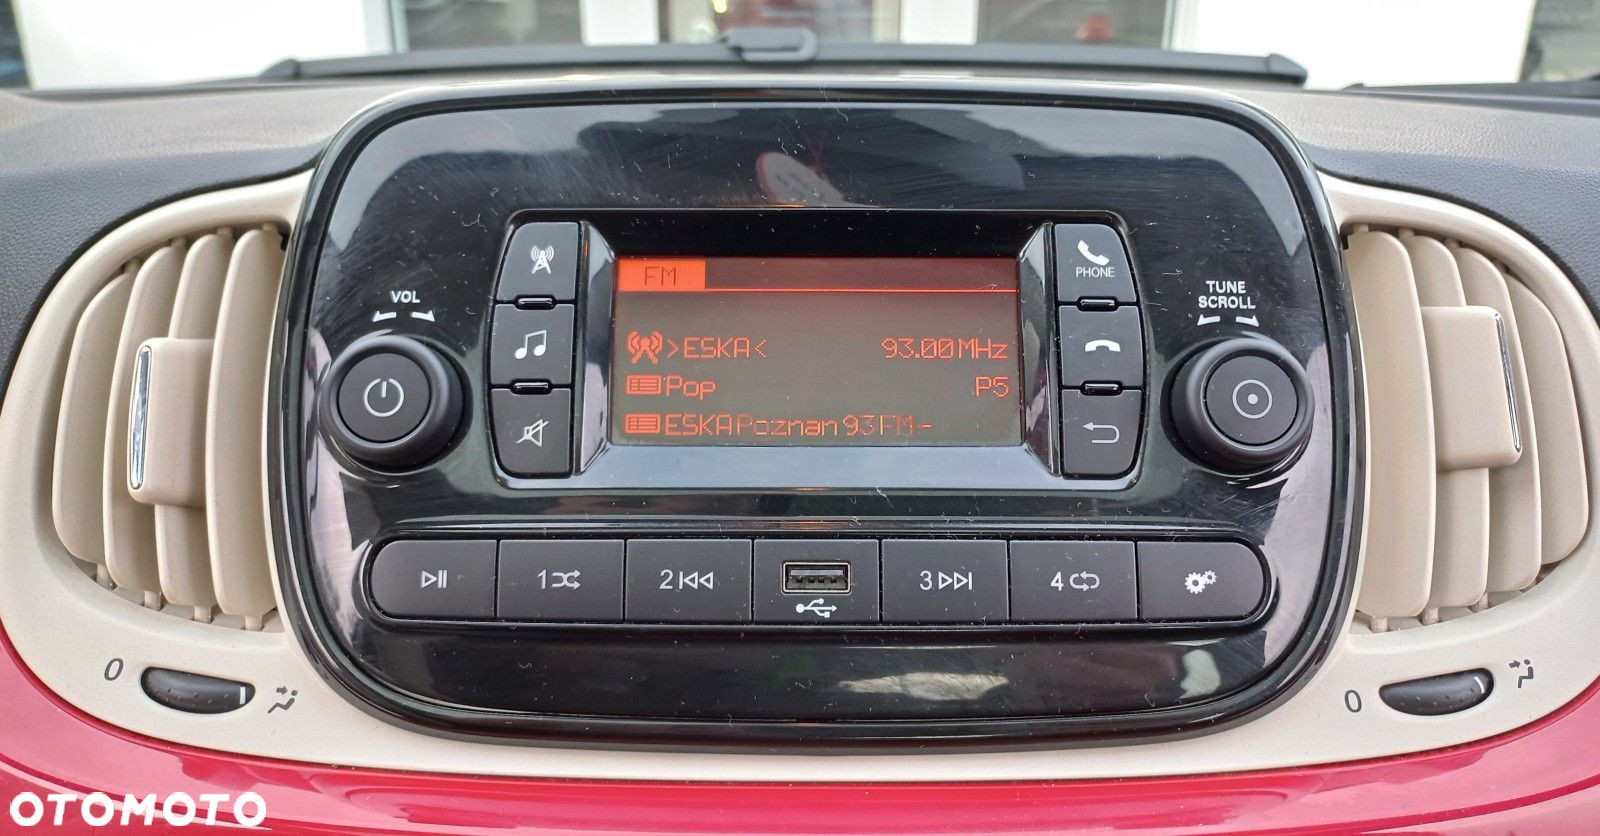 VOL
PHONE
TUNE
SCROLL
FM
>ESKA< 93.00MHz
Pop P5
ESKA Poznan 93 FM -
1
2
3
4
0
0
OTOMOTO